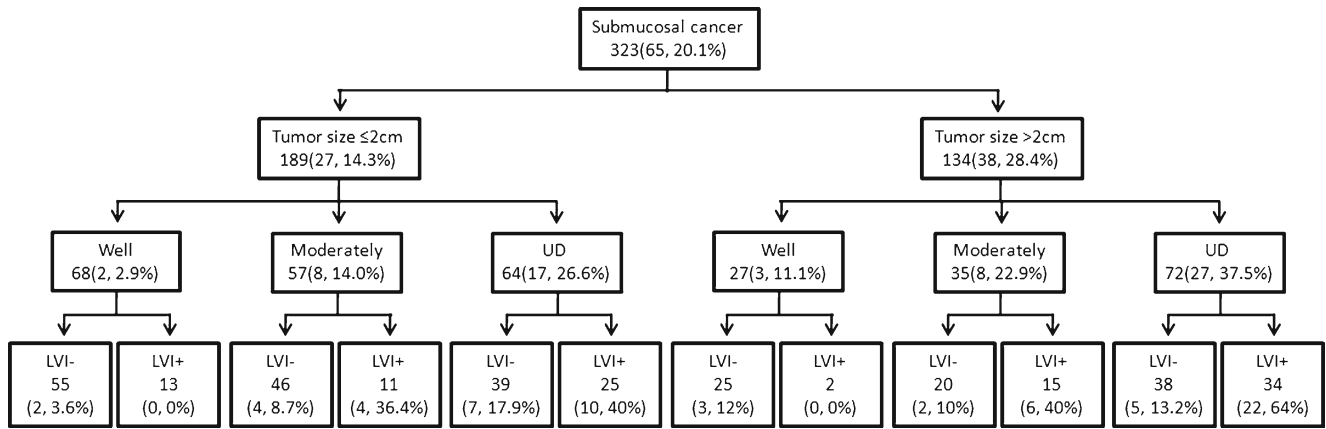 Submucosal cancer
323(65, 20.1%)
Tumor size ≤2cm
189(27, 14.3%)
Tumor size >2cm
134(38, 28.4%)
Well
68(2, 2.9%)
Moderately
57(8, 14.0%)
UD
64(17, 26.6%)
Well
27(3, 11.1%)
Moderately
35(8, 22.9%)
UD
72(27, 37.5%)
LVI-
55
(2, 3.6%)
LVI+
13
(0, 0%)
LVI-
46
(4, 8.7%)
LVI+
11
(4, 36.4%)
LVI-
39
(7, 17.9%)
LVI+
25
(10, 40%)
LVI-
25
(3, 12%)
LVI+
2
(0, 0%)
LVI-
20
(2, 10%)
LVI+
15
(6, 40%)
LVI-
38
(5, 13.2%)
LVI+
34
(22, 64%)